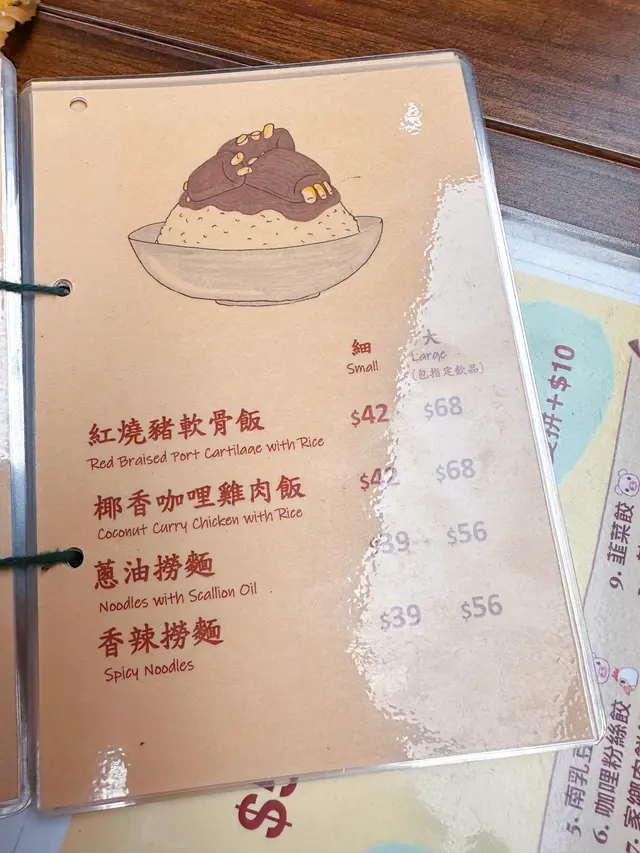 細 大
Small Large
(包指定飲品)
紅燒豬軟骨飯 $42 $68
Red Braised Port Cartilage with Rice
椰香咖哩雞肉飯 $42 $68
Coconut Curry Chicken with Rice
蔥油撈麵 $39 $56
Noodles with Scallion Oil
香辣撈麵 $39 $56
Spicy Noodles
拼+$10
9. 韮菜餃
5. 南乳
6. 咖哩粉絲餃